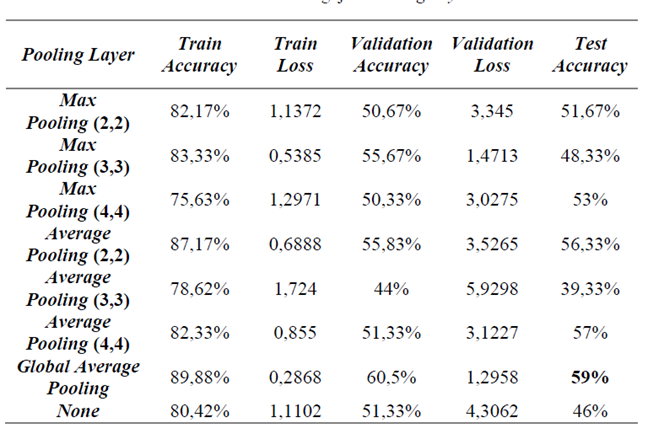 Pooling Layer Train Accuracy Train Loss Validation Accuracy Validation Loss Test Accuracy
Max Pooling (2,2) 82,17% 1,1372 50,67% 3,345 51,67%
Max Pooling (3,3) 83,33% 0,5385 55,67% 1,4713 48,33%
Max Pooling (4,4) 75,63% 1,2971 50,33% 3,0275 53%
Average Pooling (2,2) 87,17% 0,6888 55,83% 3,5265 56,33%
Average Pooling (3,3) 78,62% 1,724 44% 5,9298 39,33%
Average Pooling (4,4) 82,33% 0,855 51,33% 3,1227 57%
Global Average Pooling 89,88% 0,2868 60,5% 1,2958 59%
None 80,42% 1,1102 51,33% 4,3062 46%